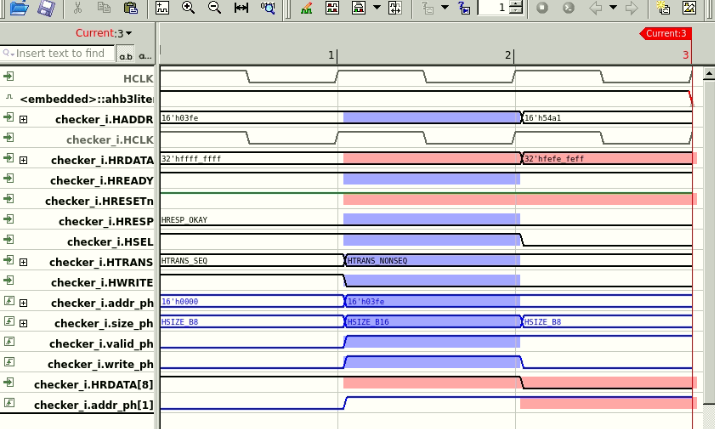 1
Current:3
Current:3
Insert text to find
a.b
a...
1
2
3
HCLK
<embedded>::ahb3lite
checker_i.HADDR
16'h03fe
16'h54a1
checker_i.HCLK
checker_i.HRDATA
32'hffff_ffff
32'hfefe_feff
checker_i.HREADY
checker_i.HRESETn
checker_i.HRESP
HRESP_OKAY
checker_i.HSEL
checker_i.HTRANS
HTRANS_SEQ
HTRANS_NONSEQ
checker_i.HWRITE
checker_i.addr_ph
16'h0000
16'h03fe
checker_i.size_ph
HSIZE_B8
HSIZE_B16
HSIZE_B8
checker_i.valid_ph
checker_i.write_ph
checker_i.HRDATA[8]
checker_i.addr_ph[1]